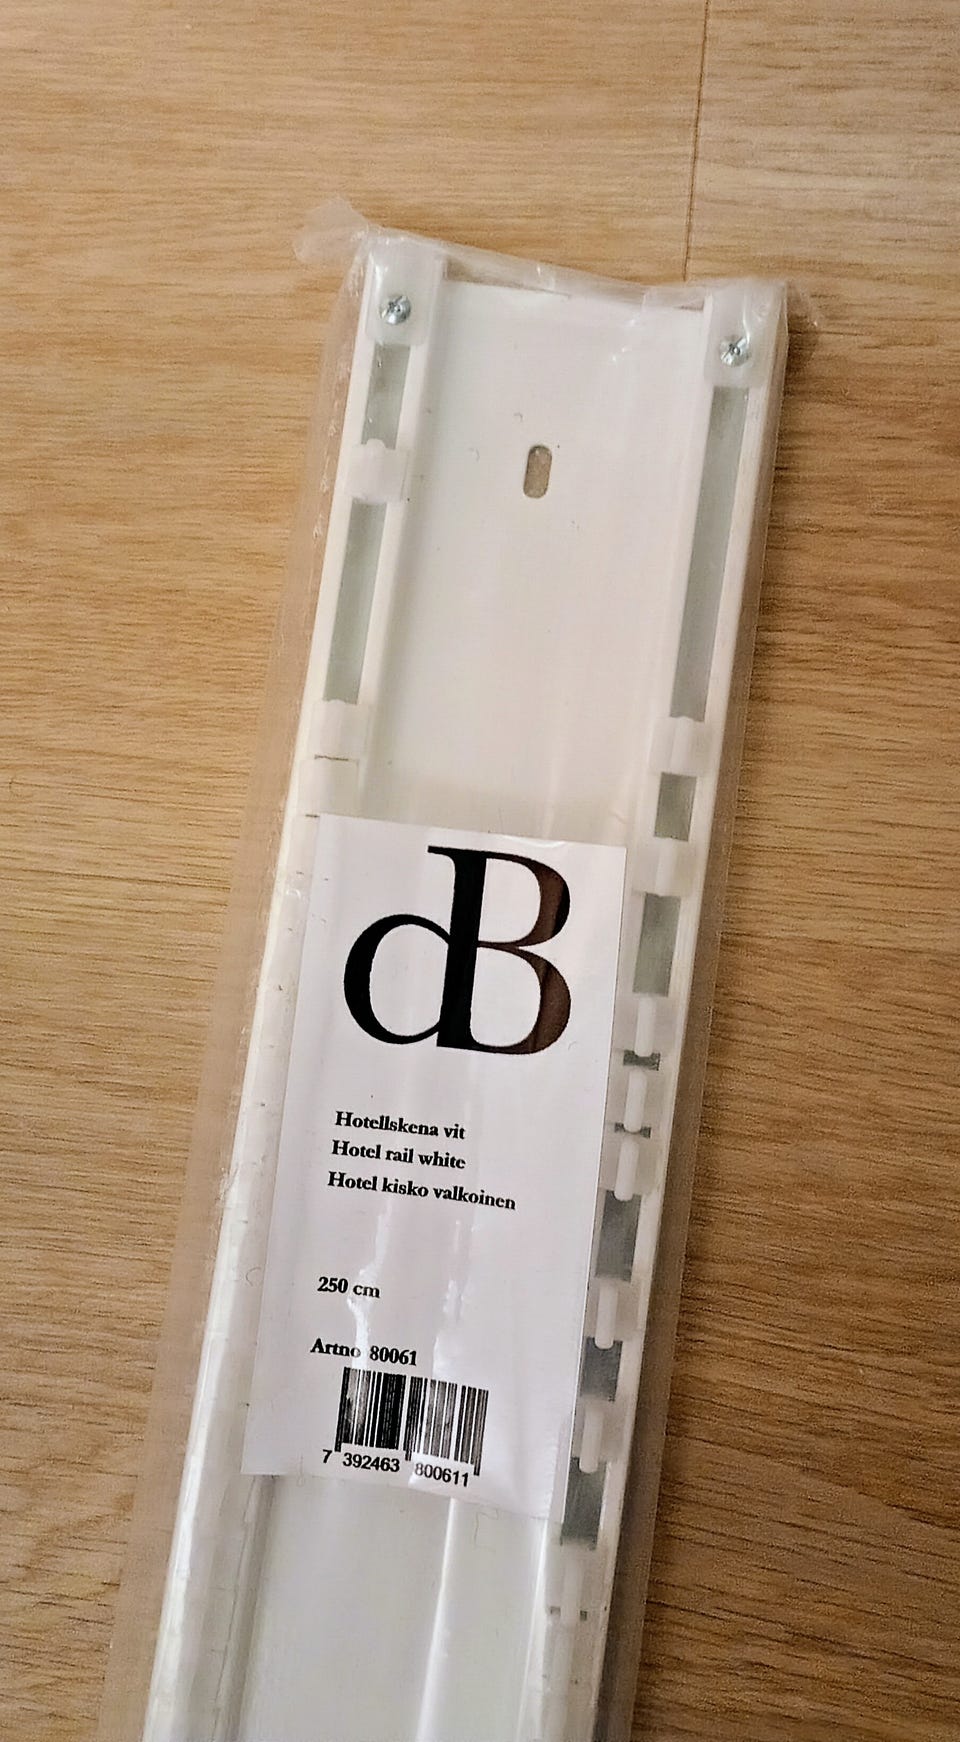 dB
Hotellskena vit
Hotel rail white
Hotel kisko valkoinen
250 cm
Artno 80061
7 392463 800611